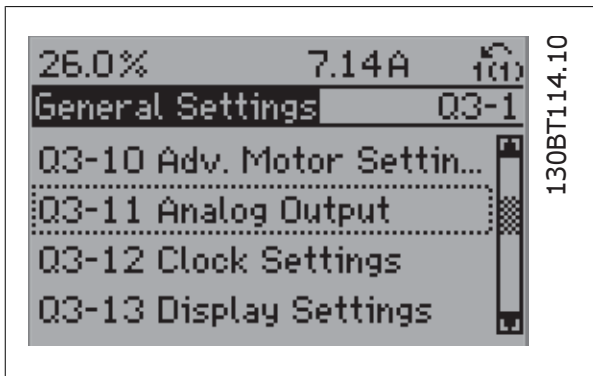 26.0% 7.14A 1(1)
General Settings Q3-1
Q3-10 Adv. Motor Settin...
Q3-11 Analog Output
Q3-12 Clock Settings
Q3-13 Display Settings
130BT114.10